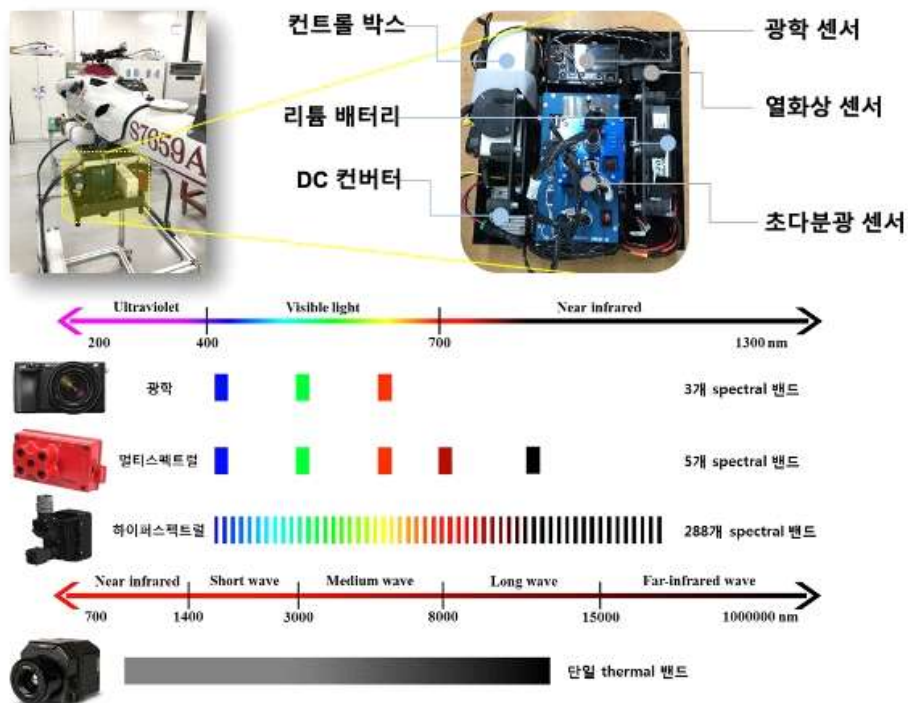 컨트롤 박스
광학 센서
열화상 센서
리튬 배터리
DC 컨버터
초다분광 센서
S7659A
Ultraviolet Visible light Near infrared
200 400 700 1300 nm
광학 3개 spectral 밴드
멀티스펙트럴 5개 spectral 밴드
하이퍼스펙트럴 288개 spectral 밴드
Near infrared Short wave Medium wave Long wave Far-infrared wave
700 1400 3000 8000 15000 1000000 nm
단일 thermal 밴드